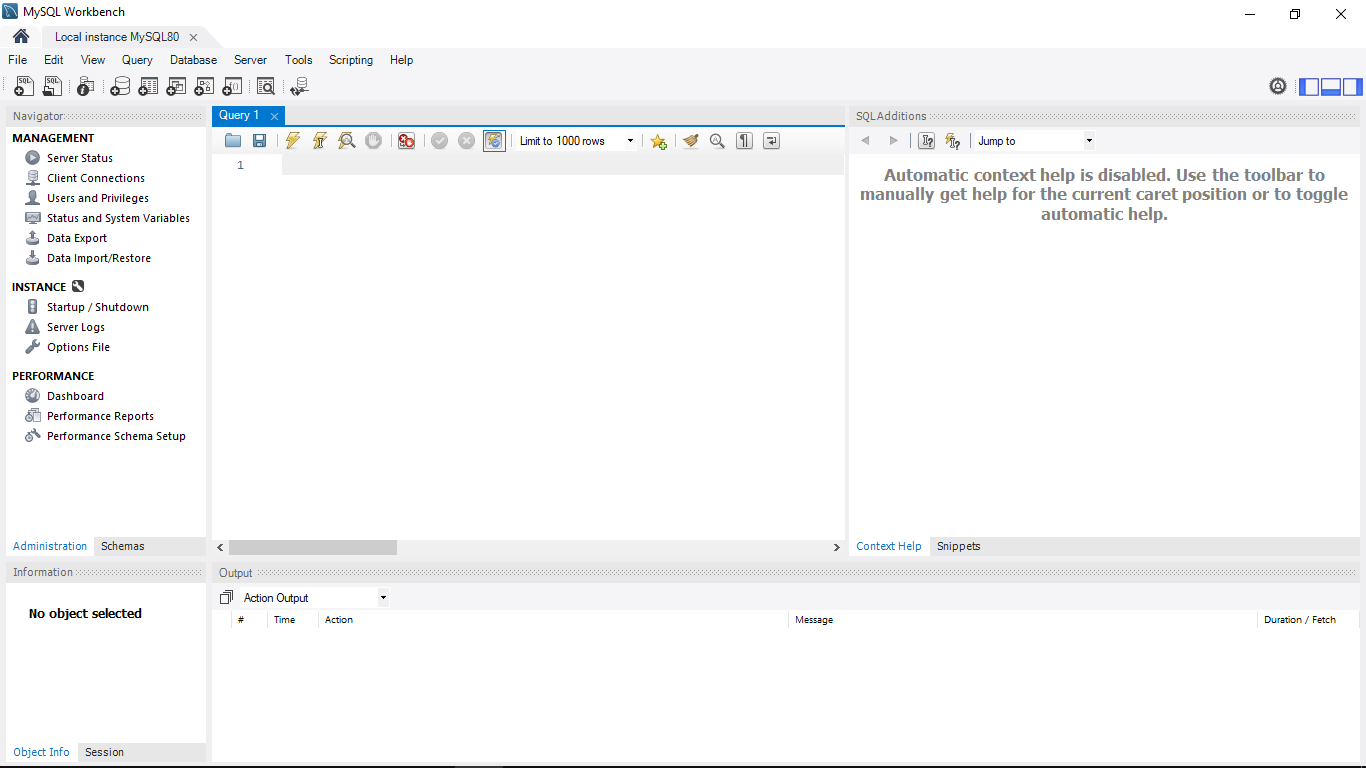 MySQL Workbench
Local instance MySQL80
File Edit View Query Database Server Tools Scripting Help
Navigator
MANAGEMENT
Server Status
Client Connections
Users and Privileges
Status and System Variables
Data Export
Data Import/Restore
INSTANCE
Startup / Shutdown
Server Logs
Options File
PERFORMANCE
Dashboard
Performance Reports
Performance Schema Setup
Administration Schemas
Query 1
Limit to 1000 rows
1
SQLAdditions
Jump to
Automatic context help is disabled. Use the toolbar to
manually get help for the current caret position or to toggle
automatic help.
Context Help Snippets
Information
No object selected
Object Info Session
Output
Action Output
# Time Action Message Duration / Fetch